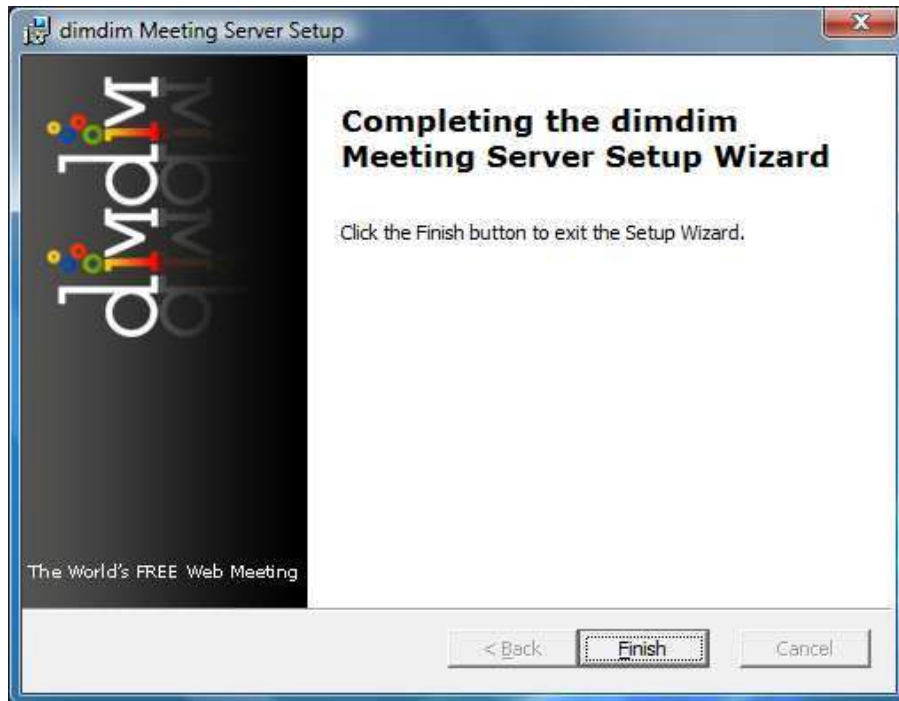 dimdim Meeting Server Setup
dimdim
Completing the dimdim
Meeting Server Setup Wizard
Click the Finish button to exit the Setup Wizard.
The World's FREE Web Meeting
< Back
Finish
Cancel